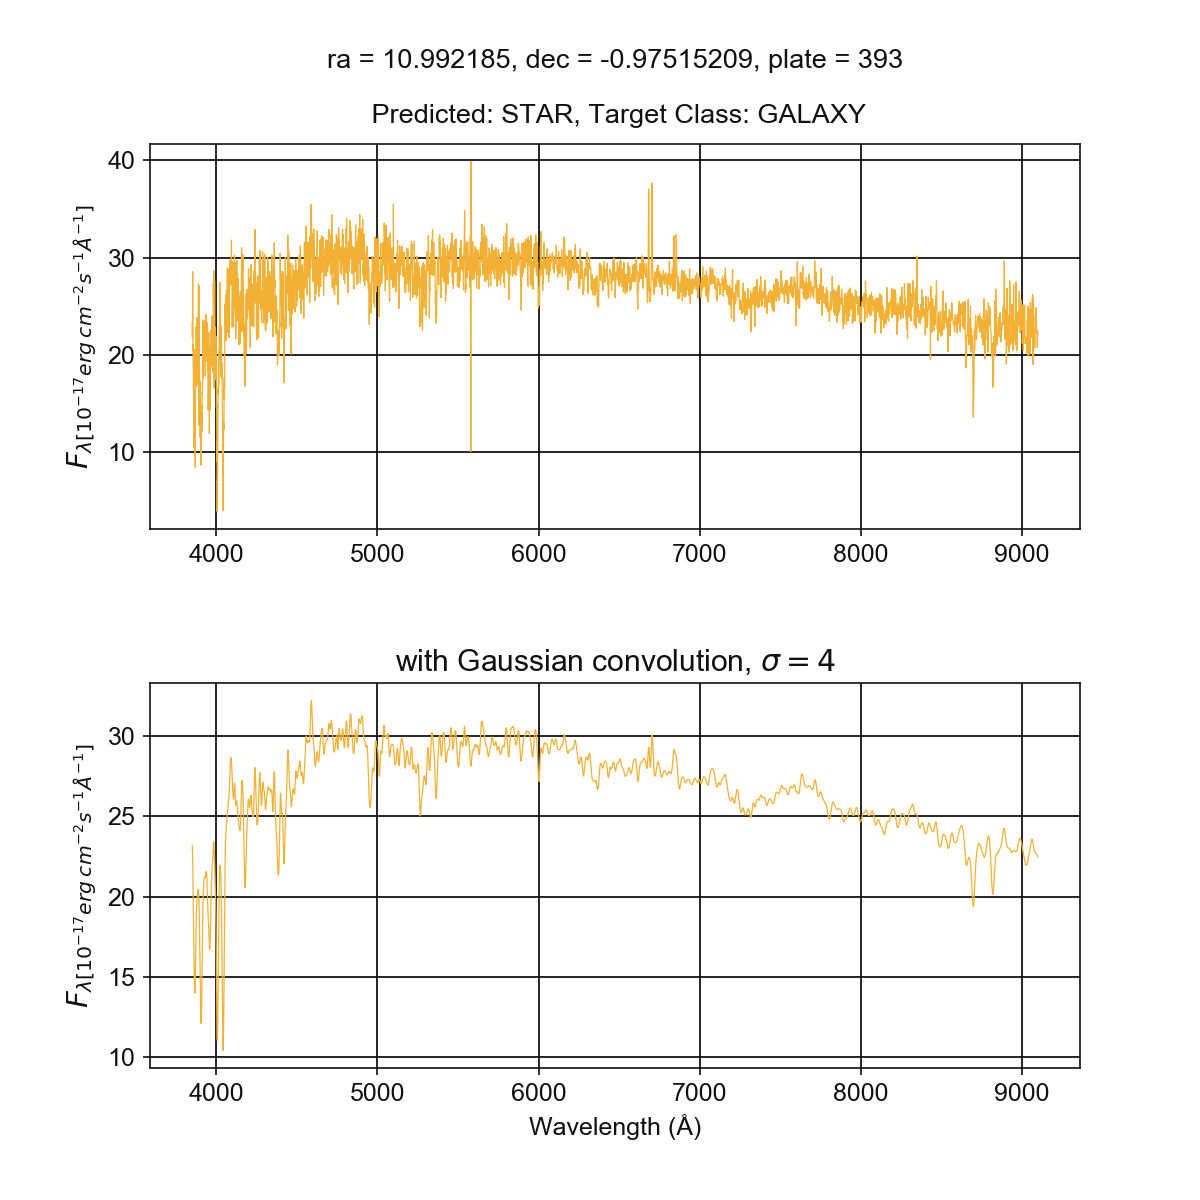 ra = 10.992185, dec = -0.97515209, plate = 393
Predicted: STAR, Target Class: GALAXY
40
30
20
10
F_λ[10^−17 erg cm^−2 s^−1 Å^−1]
4000 5000 6000 7000 8000 9000
with Gaussian convolution, σ = 4
30
25
20
15
10
F_λ[10^−17 erg cm^−2 s^−1 Å^−1]
4000 5000 6000 7000 8000 9000
Wavelength (Å)